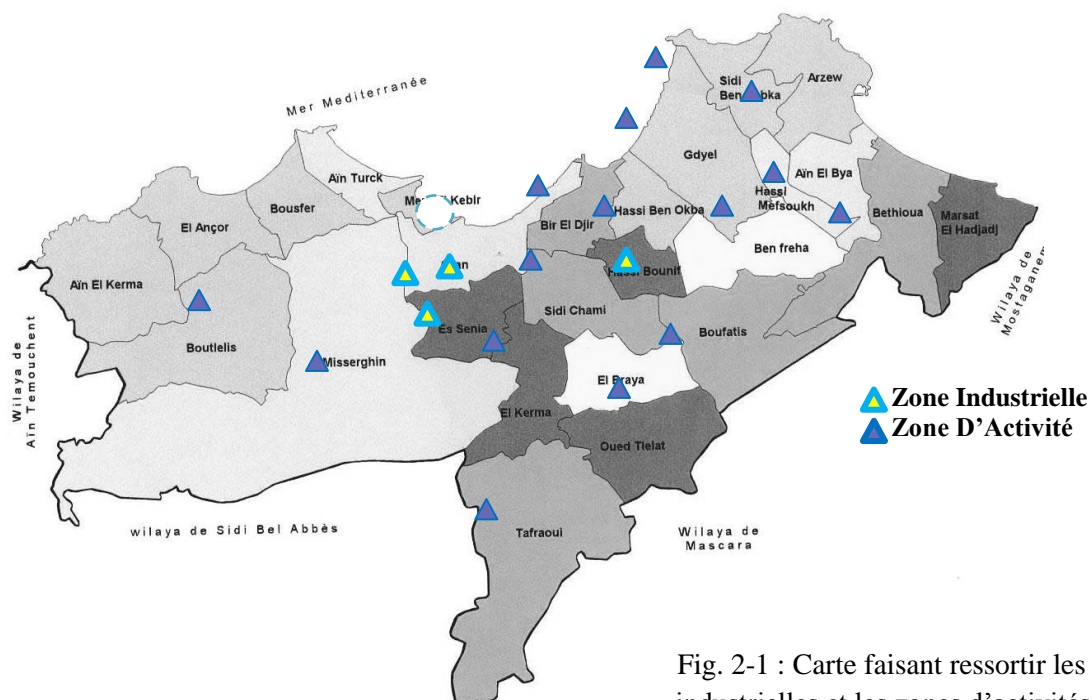 Mer Mediterranée
Sidi
Ben
Arzew
Gdyel
Aïn Turck
Kebir
Aïn El Bya
Hassi
Mefsoukh
Bousfer
El Ançor
Hassi Ben Okba
Bir El Djir
Bethioua
Marsat
El Hadjadj
Ben freha
Aïn El Kerma
Hassi Bounif
Sidi Chami
Es Senia
Boufatis
Boutlelis
Misserghin
El Braya
El Kerma
Oued Tlelat
Tafraoui
Wilaya de
Aïn Temouchent
Wilaya de
Mostaganem
wilaya de Sidi Bel Abbès
Wilaya de
Mascara
Zone Industrielle
Zone D’Activité
Fig. 2-1 : Carte faisant ressortir les
industrielles et les zones d’activités